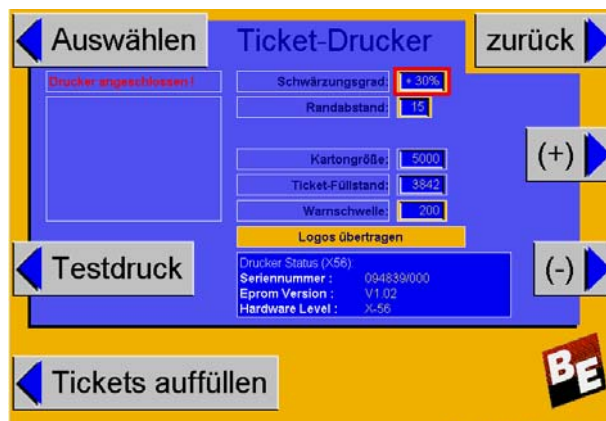 Auswählen
Ticket-Drucker
zurück
Drucker angeschlossen !
Schwärzungsgrad: + 30%
Randabstand: 15
(+)
Kartongröße: 5000
Ticket-Füllstand: 3842
Warnschwelle: 200
Logos übertragen
Testdruck
Drucker Status (X56):
Seriennummer : 094839/000
Eprom Version : V1.02
Hardware Level : X-56
(-)
Tickets auffüllen
BE